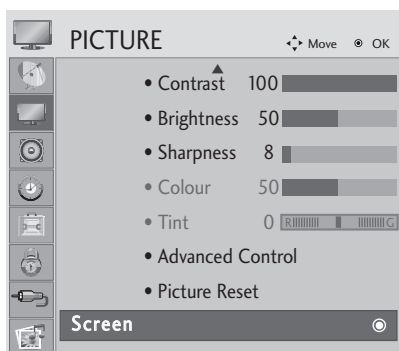 PICTURE Move OK
• Contrast 100
• Brightness 50
• Sharpness 8
• Colour 50
• Tint 0 R G
• Advanced Control
• Picture Reset
Screen